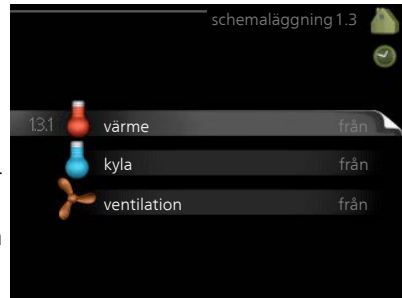 schemaläggning 1.3
1.3.1 värme från
kyla från
ventilation från